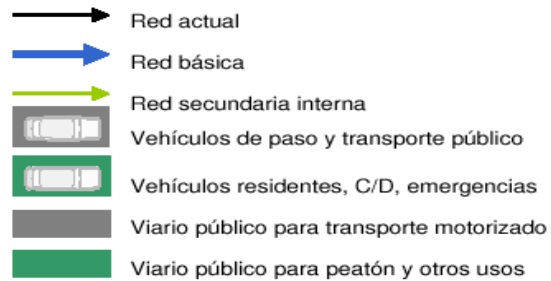 Red actual
Red básica
Red secundaria interna
Vehículos de paso y transporte público
Vehículos residentes, C/D, emergencias
Viario público para transporte motorizado
Viario público para peatón y otros usos